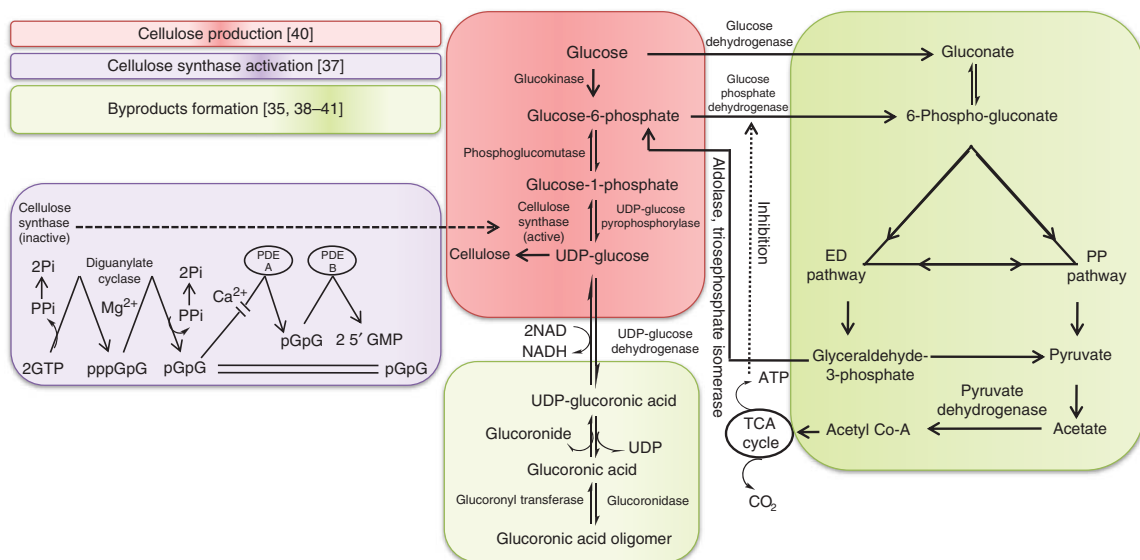 Cellulose production [40]
Cellulose synthase activation [37]
Byproducts formation [35, 38–41]
Glucose
Glucokinase
Glucose-6-phosphate
Phosphoglucomutase
Glucose-1-phosphate
Cellulose
synthase
(active)
UDP-glucose
pyrophosphorylase
Cellulose
UDP-glucose
Glucose
dehydrogenase
Glucose
phosphate
dehydrogenase
Aldolase, triosephosphate isomerase
Inhibition
Gluconate
6-Phospho-gluconate
ED
pathway
PP
pathway
Glyceraldehyde-
3-phosphate
Pyruvate
Pyruvate
dehydrogenase
Acetate
Acetyl Co-A
TCA
cycle
ATP
CO₂
Cellulose
synthase
(inactive)
2Pi
PPi
2GTP
Diguanylate
cyclase
Mg²⁺
pppGpG
2Pi
PPi
pGpG
Ca²⁺
PDE
A
PDE
B
pGpG
2 5′ GMP
pGpG
2NAD
NADH
UDP-glucose
dehydrogenase
UDP-glucoronic acid
Glucoronide
UDP
Glucoronic acid
Glucoronyl transferase
Glucoronidase
Glucoronic acid oligomer